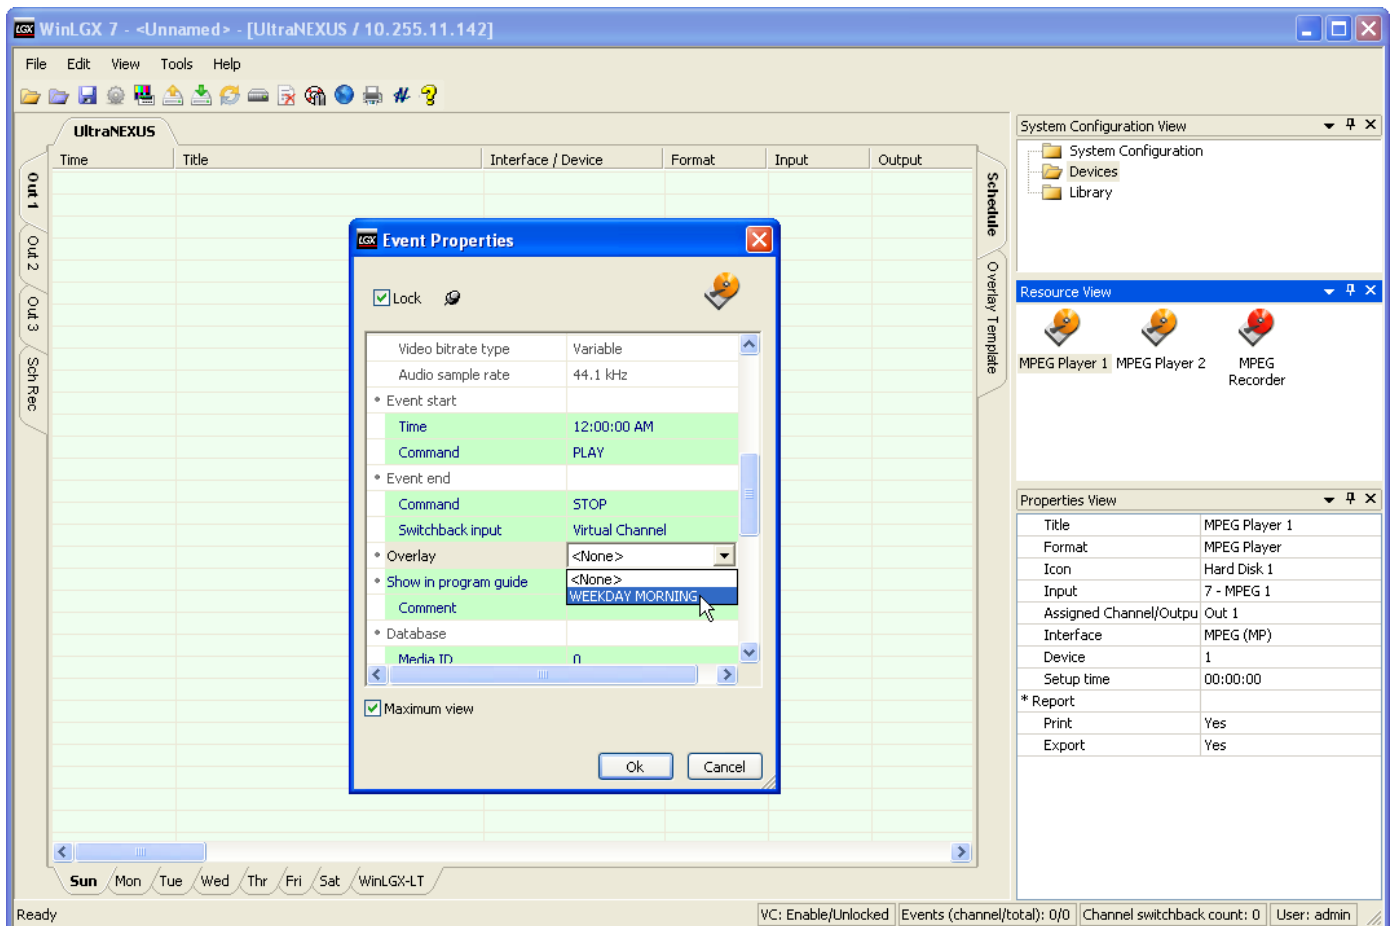 LGX WinLGX 7 - <Unnamed> - [UltraNEXUS / 10.255.11.142]
File Edit View Tools Help
UltraNEXUS
Time Title Interface / Device Format Input Output
Out 1
Out 2
Out 3
Sch Rec
Schedule
Overlay Template
LGX Event Properties
Lock
Video bitrate type Variable
Audio sample rate 44.1 kHz
Event start
Time 12:00:00 AM
Command PLAY
Event end
Command STOP
Switchback input Virtual Channel
Overlay <None>
Show in program guide <None>
WEEKDAY MORNING
Comment
Database
Media ID 0
Maximum view
Ok Cancel
System Configuration View
System Configuration
Devices
Library
Resource View
MPEG Player 1 MPEG Player 2 MPEG Recorder
Properties View
Title MPEG Player 1
Format MPEG Player
Icon Hard Disk 1
Input 7 - MPEG 1
Assigned Channel/Outpu Out 1
Interface MPEG (MP)
Device 1
Setup time 00:00:00
* Report
Print Yes
Export Yes
Sun Mon Tue Wed Thr Fri Sat WinLGX-LT
Ready VC: Enable/Unlocked Events (channel/total): 0/0 Channel switchback count: 0 User: admin